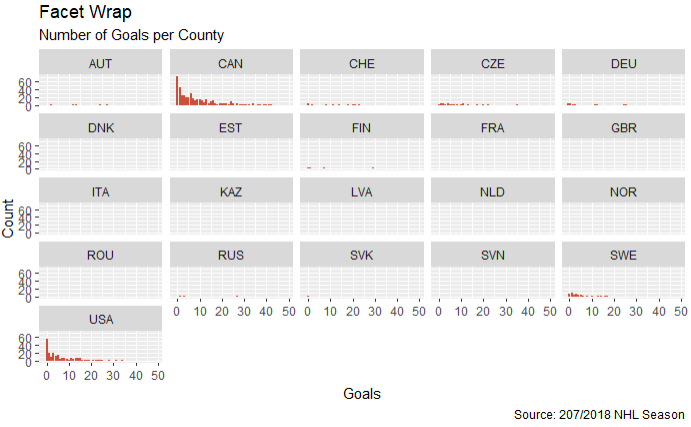 Facet Wrap
Number of Goals per County
AUT CAN CHE CZE DEU
60
40
20
0
DNK EST FIN FRA GBR
60
40
20
0
ITA KAZ LVA NLD NOR
60
40
20
0
ROU RUS SVK SVN SWE
60
40
20
0
0 10 20 30 40 50 0 10 20 30 40 50 0 10 20 30 40 50 0 10 20 30 40 50
USA
60
40
20
0
0 10 20 30 40 50
Count
Goals
Source: 207/2018 NHL Season